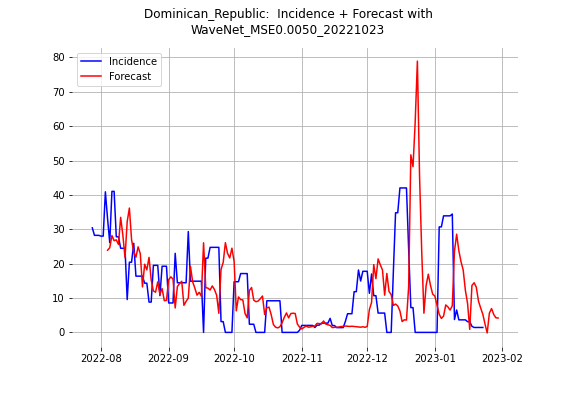 Dominican_Republic:  Incidence + Forecast with
WaveNet_MSE0.0050_20221023
Incidence
Forecast
80
70
60
50
40
30
20
10
0
2022-08 2022-09 2022-10 2022-11 2022-12 2023-01 2023-02